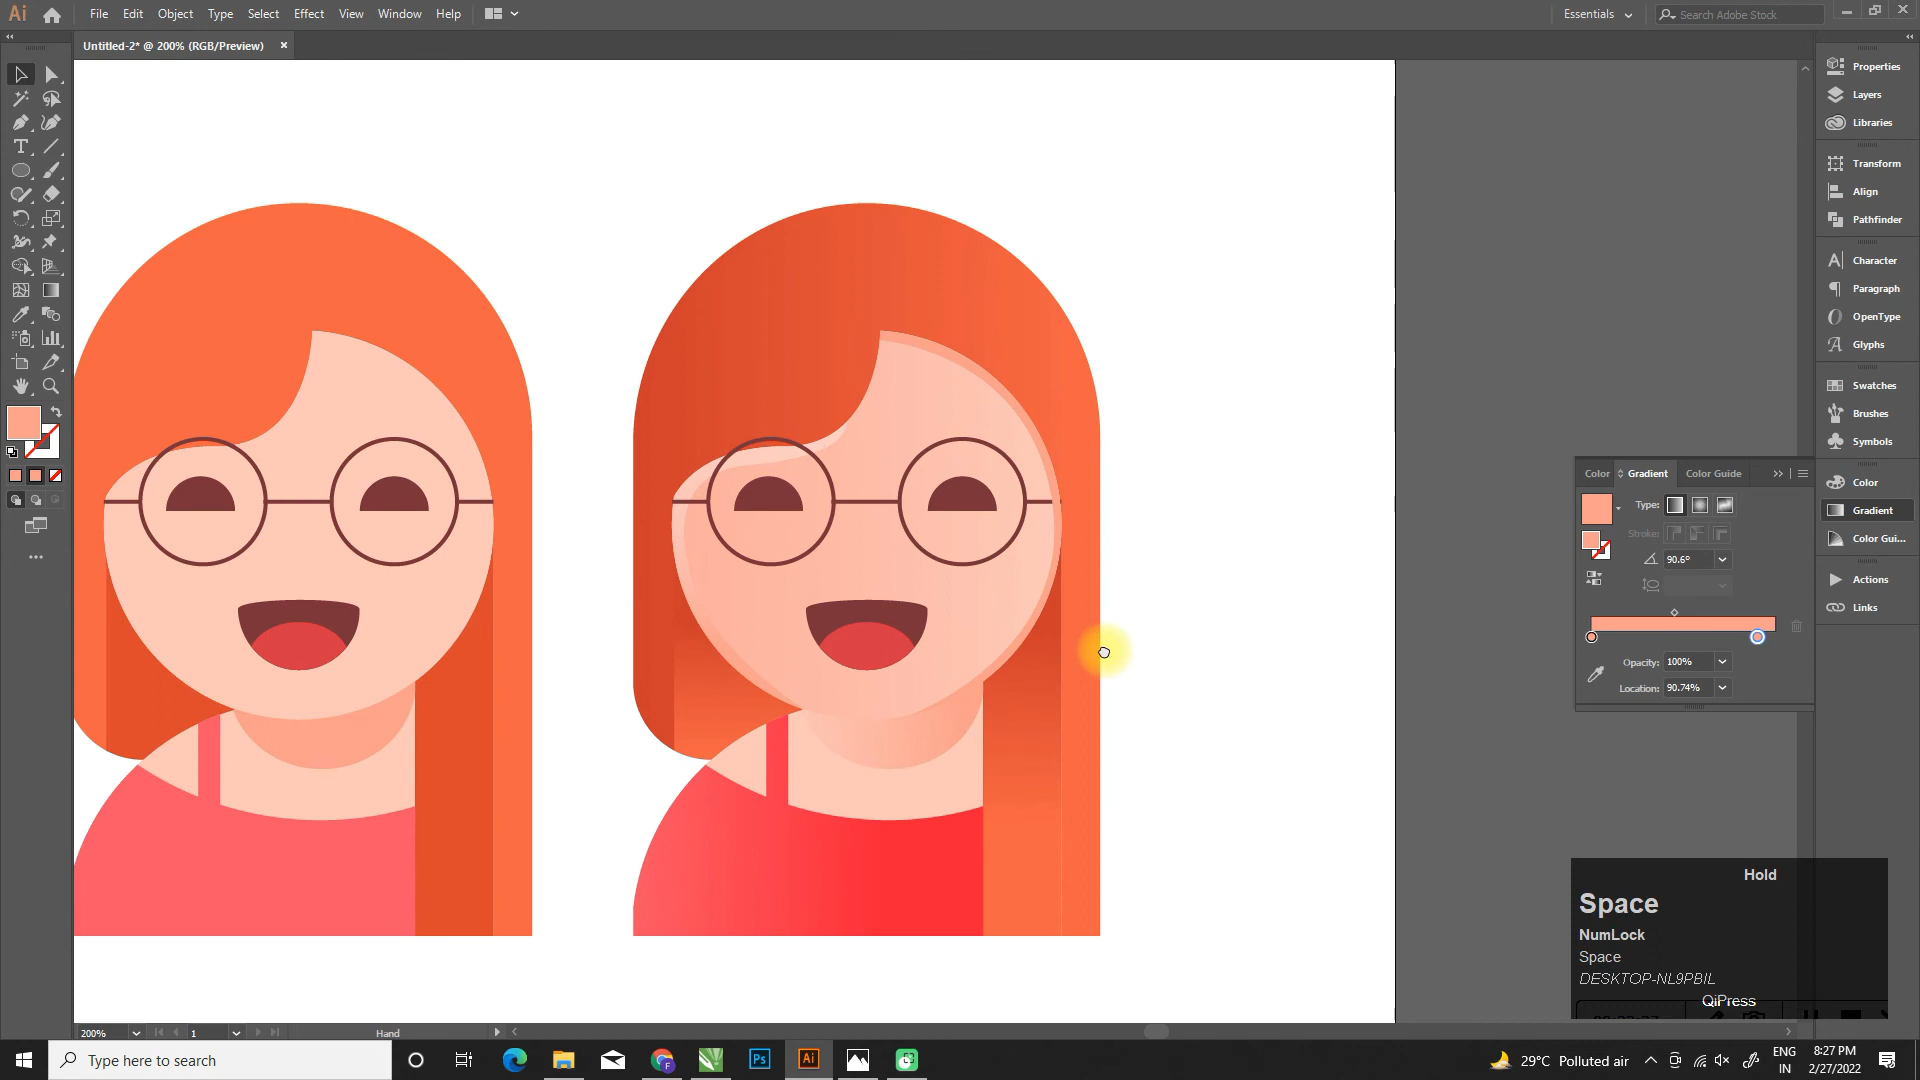 Ai File Edit Object Type Select Effect View Window Help Essentials Search Adobe Stock
Untitled-2* @ 200% (RGB/Preview)
Properties
Layers
Libraries
Transform
Align
Pathfinder
Character
Paragraph
OpenType
Glyphs
Swatches
Brushes
Symbols
Color
Gradient
Color Gui...
Actions
Links
Color Gradient Color Guide
Type:
Stroke:
90.6°
Opacity: 100%
Location: 90.74%
Hold
Space
NumLock
Space
DESKTOP-NL9PBIL
QiPress
200% 1 Hand
Type here to search
Ps Ai
29°C Polluted air
ENG
IN
8:27 PM
2/27/2022